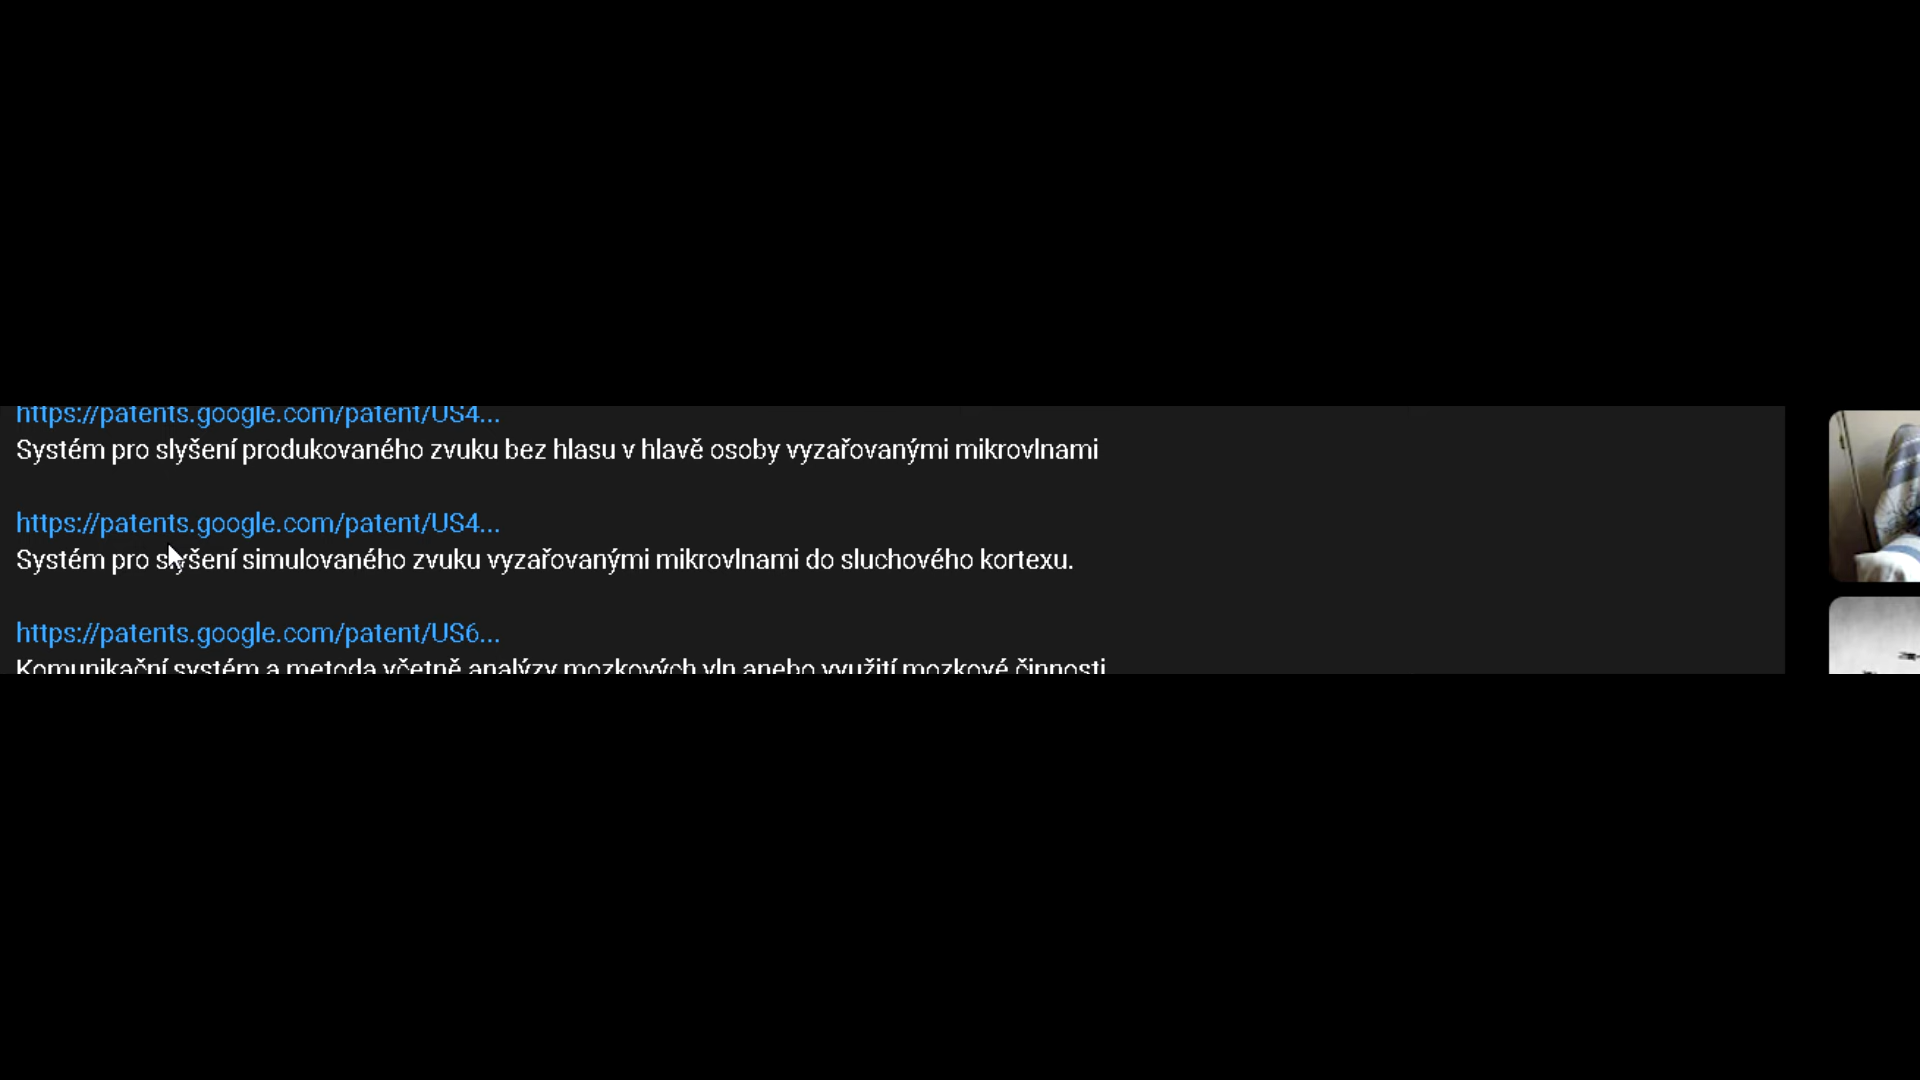 https://patents.google.com/patent/US4...
Systém pro slyšení produkovaného zvuku bez hlasu v hlavě osoby vyzařovanými mikrovlnami
https://patents.google.com/patent/US4...
Systém pro slyšení simulovaného zvuku vyzařovanými mikrovlnami do sluchového kortexu.
https://patents.google.com/patent/US6...
Komunikační systém a metoda včetně analýzy mozkových vln anebo využití mozkové činnosti